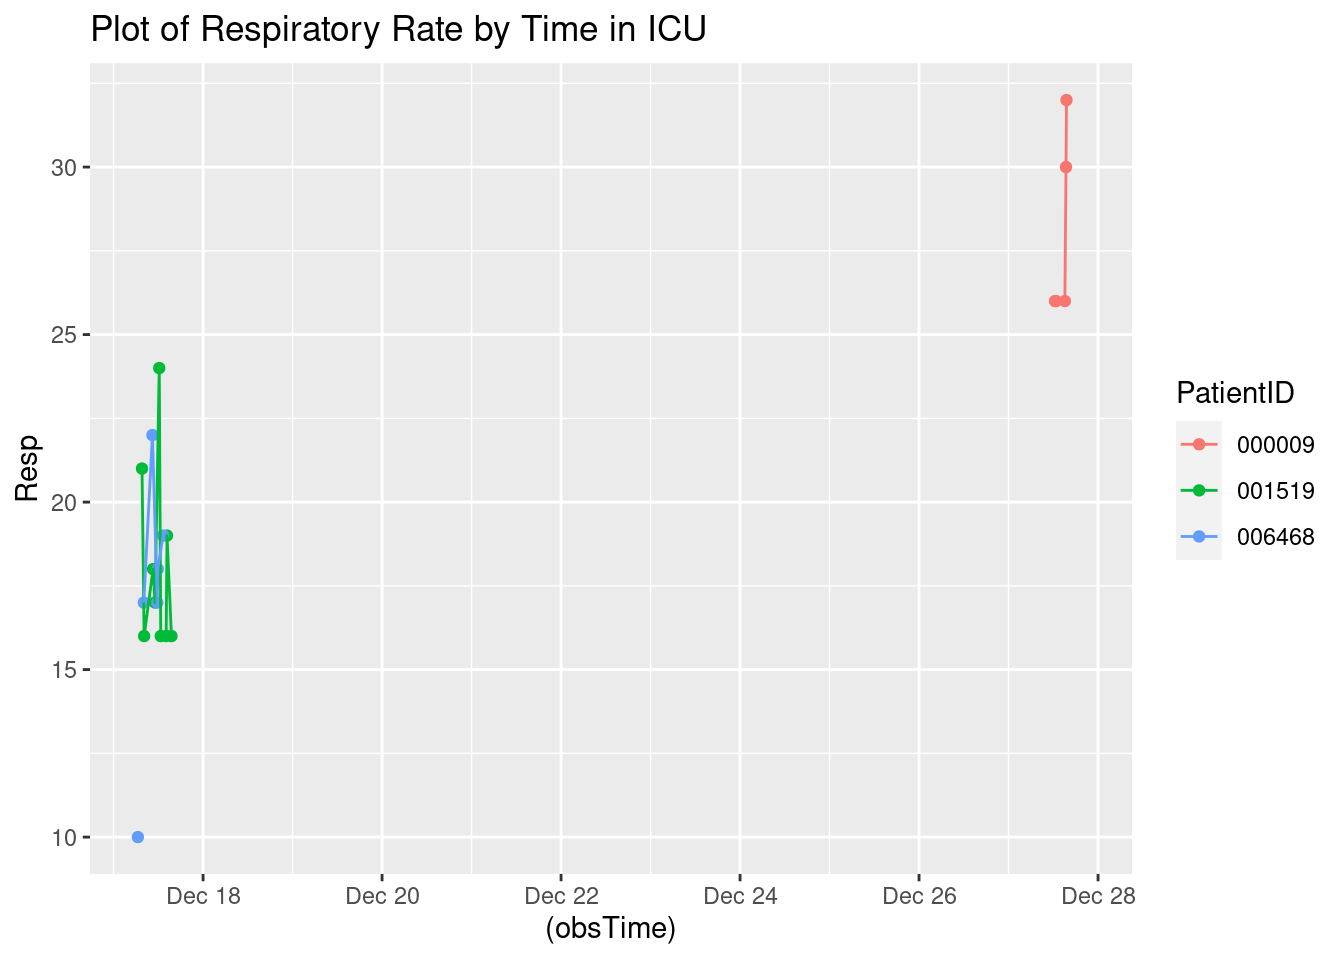 Plot of Respiratory Rate by Time in ICU
30
25
20
15
10
Resp
Dec 18 Dec 20 Dec 22 Dec 24 Dec 26 Dec 28
(obsTime)
PatientID
000009
001519
006468